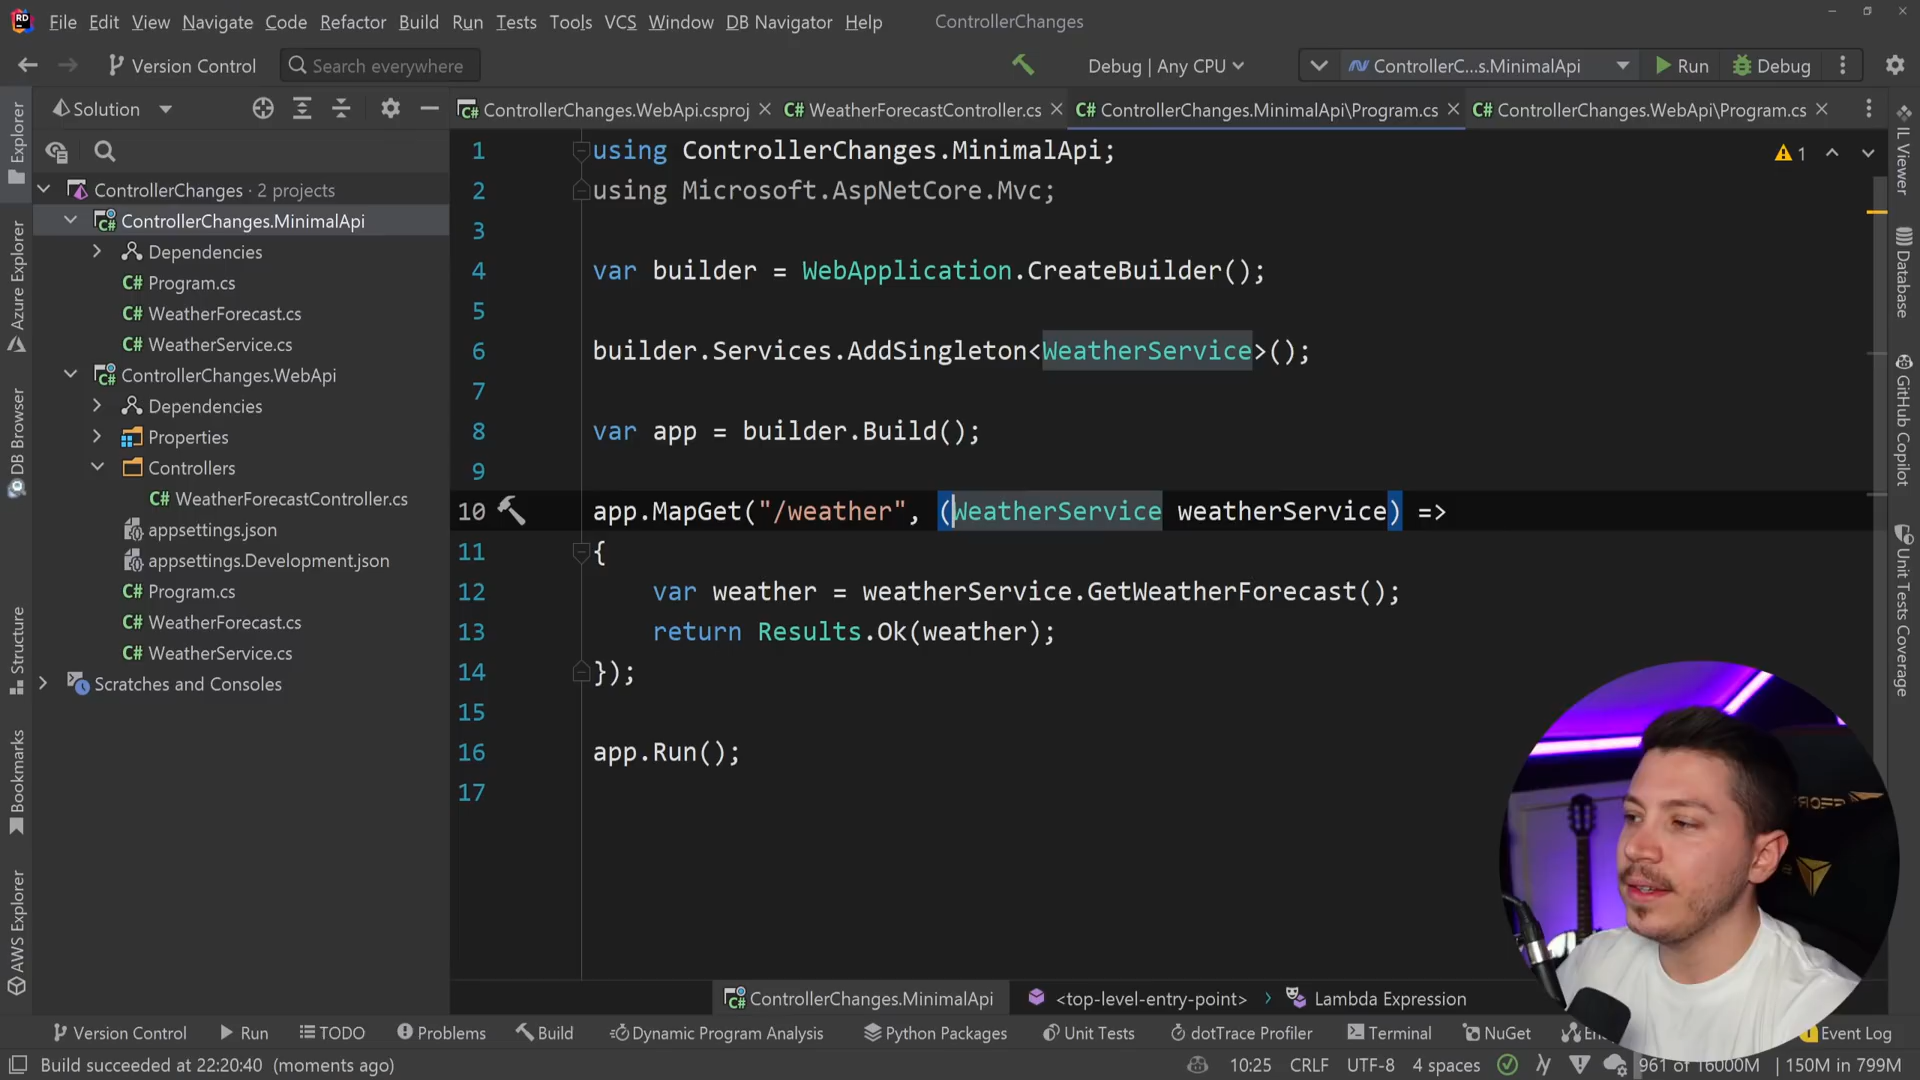 File Edit View Navigate Code Refactor Build Run Tests Tools VCS Window DB Navigator Help ControllerChanges
Version Control Search everywhere Debug | Any CPU ControllerC...s.MinimalApi Run Debug
Solution ControllerChanges.WebApi.csproj WeatherForecastController.cs ControllerChanges.MinimalApi\Program.cs ControllerChanges.WebApi\Program.cs
Explorer
Azure Explorer
DB Browser
Structure
Bookmarks
AWS Explorer
ControllerChanges · 2 projects
ControllerChanges.MinimalApi
Dependencies
Program.cs
WeatherForecast.cs
WeatherService.cs
ControllerChanges.WebApi
Dependencies
Properties
Controllers
WeatherForecastController.cs
appsettings.json
appsettings.Development.json
Program.cs
WeatherForecast.cs
WeatherService.cs
Scratches and Consoles
1 using ControllerChanges.MinimalApi;
2 using Microsoft.AspNetCore.Mvc;
3
4 var builder = WebApplication.CreateBuilder();
5
6 builder.Services.AddSingleton<WeatherService>();
7
8 var app = builder.Build();
9
10 app.MapGet("/weather", (WeatherService weatherService) =>
11 {
12 var weather = weatherService.GetWeatherForecast();
13 return Results.Ok(weather);
14 });
15
16 app.Run();
17
1
IL Viewer
Database
GitHub Copilot
Unit Tests Coverage
ControllerChanges.MinimalApi <top-level-entry-point> Lambda Expression
Version Control Run TODO Problems Build Dynamic Program Analysis Python Packages Unit Tests dotTrace Profiler Terminal NuGet Event Log
Build succeeded at 22:20:40 (moments ago) 10:25 CRLF UTF-8 4 spaces 961 of 16000M 150M in 799M